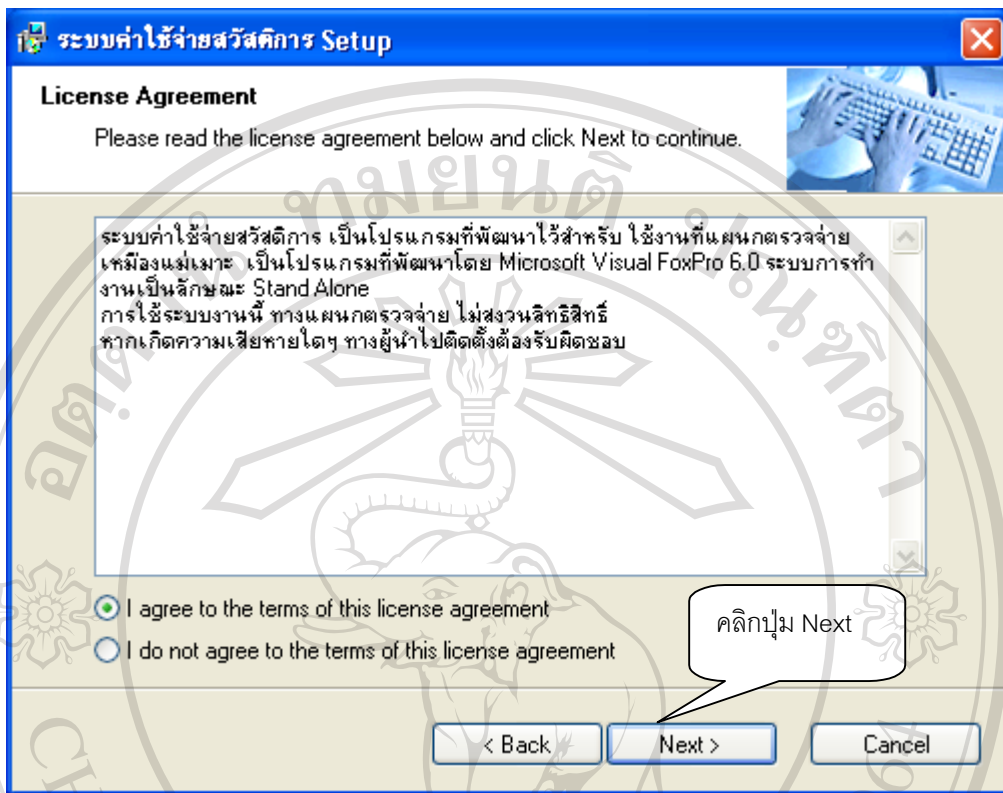 ระบบค่าใช้จ่ายสวัสดิการ Setup
License Agreement
Please read the license agreement below and click Next to continue.
ระบบค่าใช้จ่ายสวัสดิการ เป็นโปรแกรมที่พัฒนาไว้สำหรับ ใช้งานที่แผนกตรวจจ่าย
เหมืองแม่เมาะ เป็นโปรแกรมที่พัฒนาโดย Microsoft Visual FoxPro 6.0 ระบบการทำ
งานเป็นลักษณะ Stand Alone
การใช้ระบบงานนี้ ทางแผนกตรวจจ่าย ไม่สงวนลิทธิสิทธิ์
หากเกิดความเสียหายใดๆ ทางผู้นำไปติดตั้งต้องรับผิดชอบ
I agree to the terms of this license agreement
I do not agree to the terms of this license agreement
คลิกปุ่ม Next
< Back
Next >
Cancel